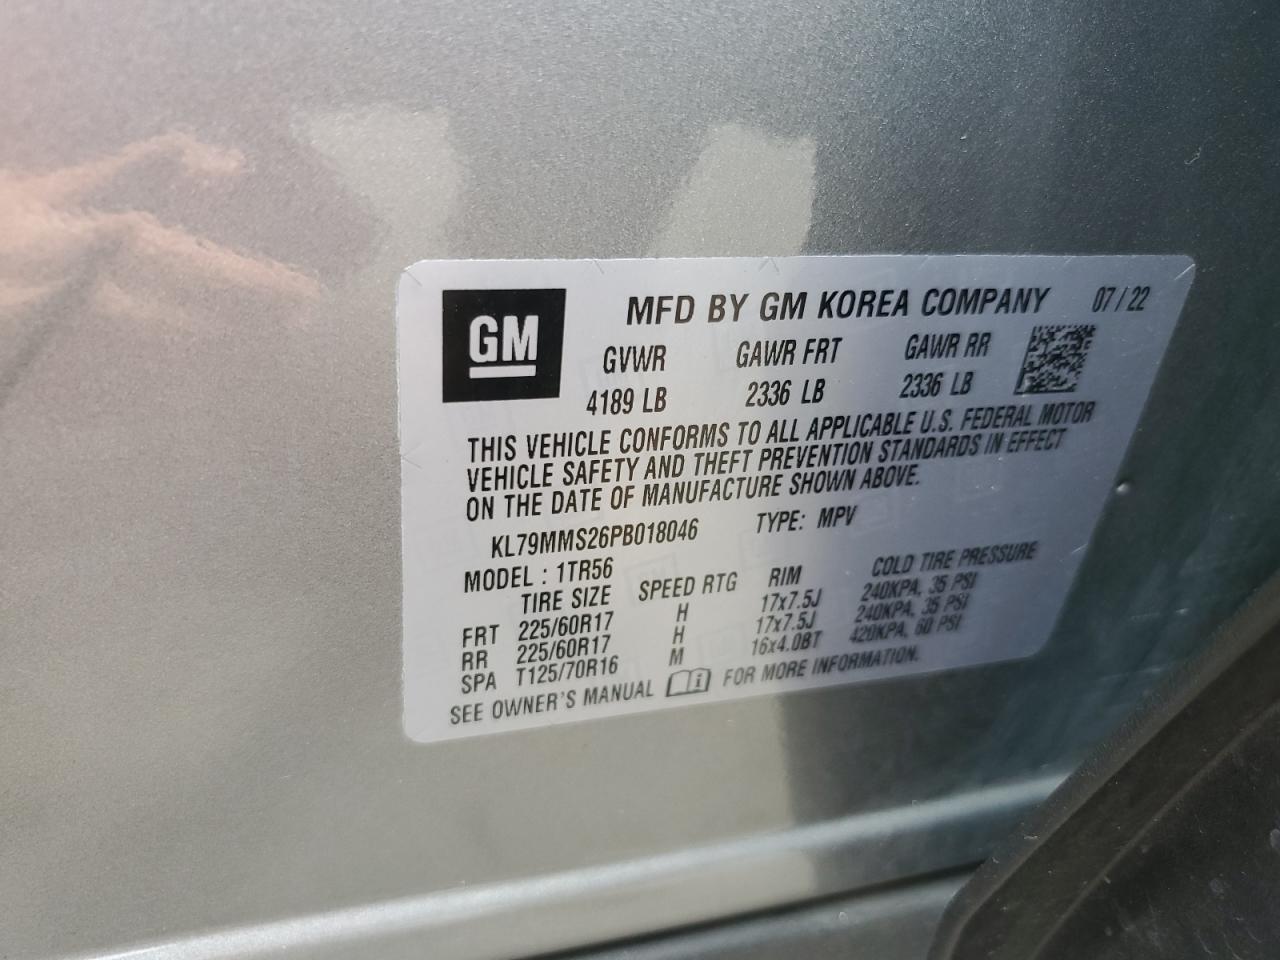 GM
MFD BY GM KOREA COMPANY 07/22
GVWR GAWR FRT GAWR RR
4189 LB 2336 LB 2336 LB
THIS VEHICLE CONFORMS TO ALL APPLICABLE U.S. FEDERAL MOTOR
VEHICLE SAFETY AND THEFT PREVENTION STANDARDS IN EFFECT
ON THE DATE OF MANUFACTURE SHOWN ABOVE.
KL79MMS26PB018046 TYPE: MPV
MODEL : 1TR56
TIRE SIZE SPEED RTG RIM COLD TIRE PRESSURE
FRT 225/60R17 H 17x7.5J 240KPA, 35 PSI
RR 225/60R17 H 17x7.5J 240KPA, 35 PSI
SPA T125/70R16 M 16x4.0BT 420KPA, 60 PSI
SEE OWNER'S MANUAL FOR MORE INFORMATION.